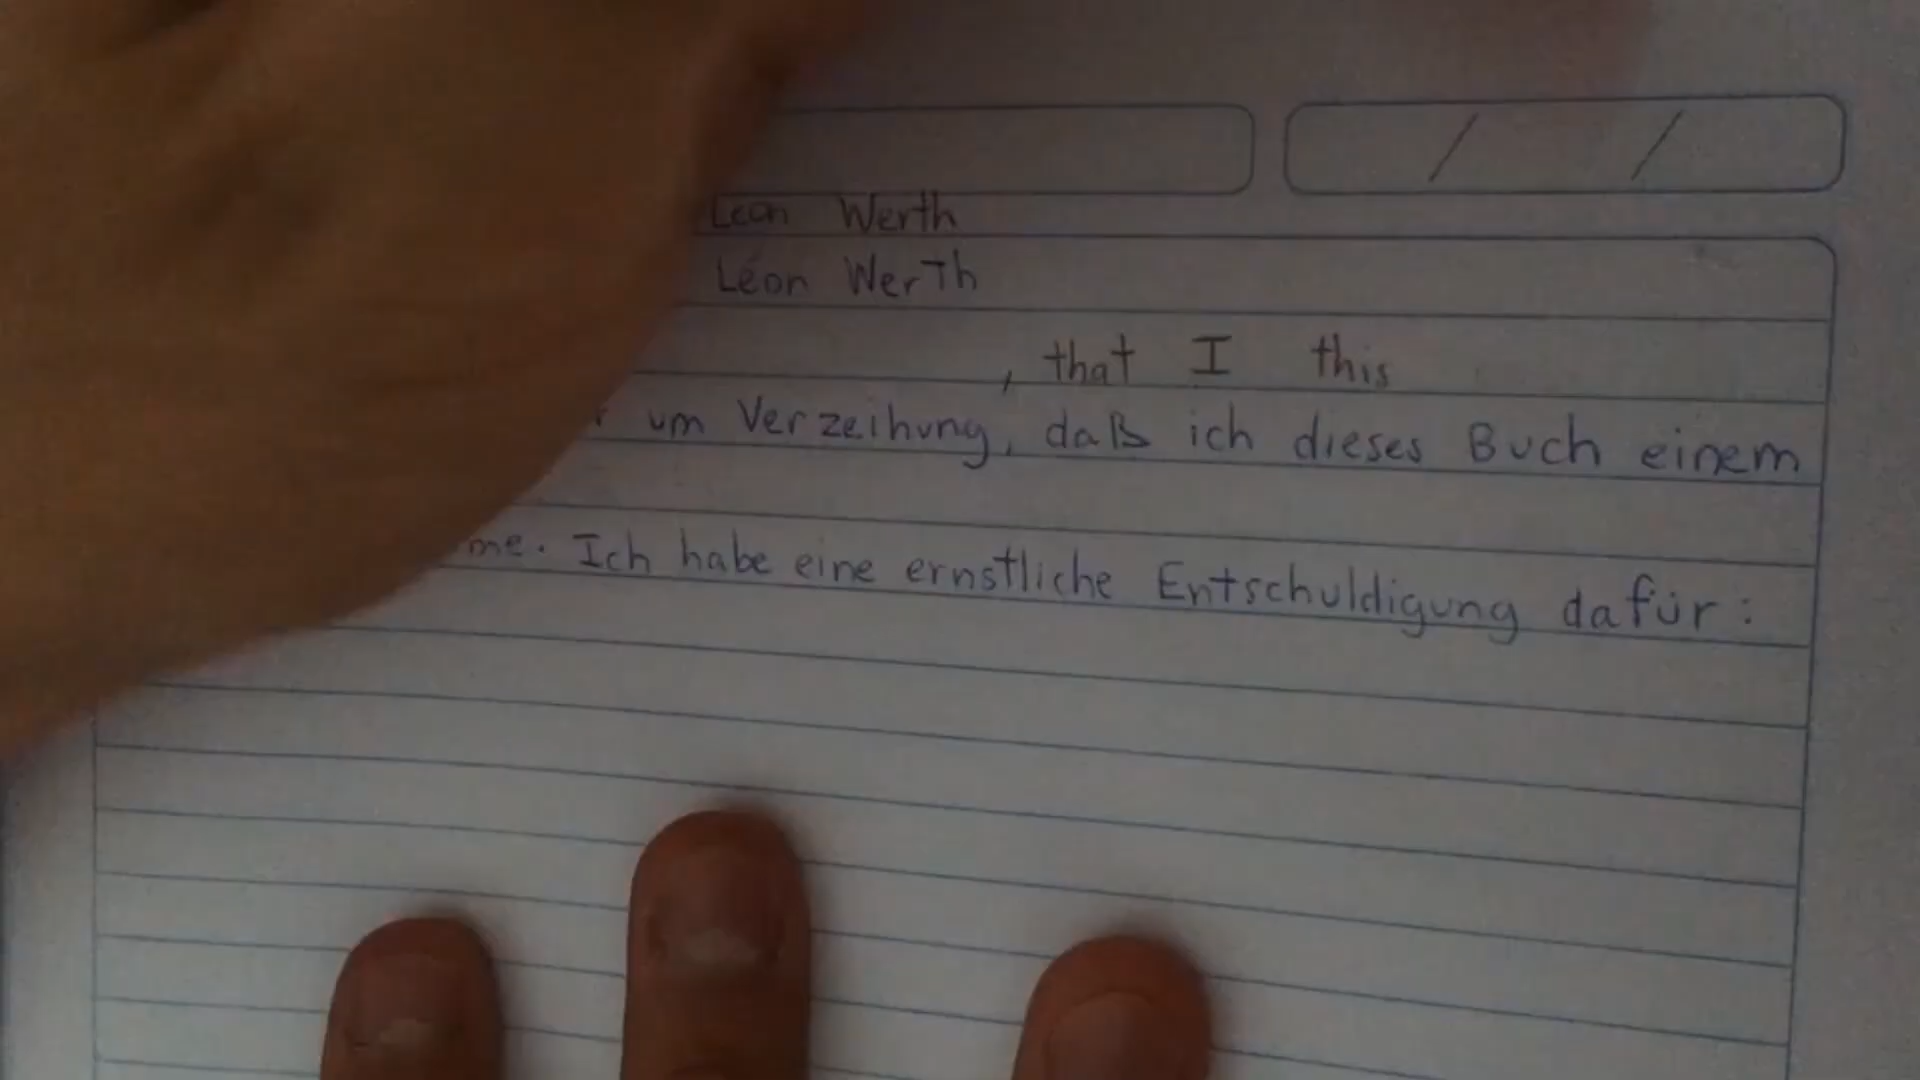 Leon Werth
Léon Werth
, that I this
um Verzeihung, daß ich dieses Buch einem
me. Ich habe eine ernstliche Entschuldigung dafür: